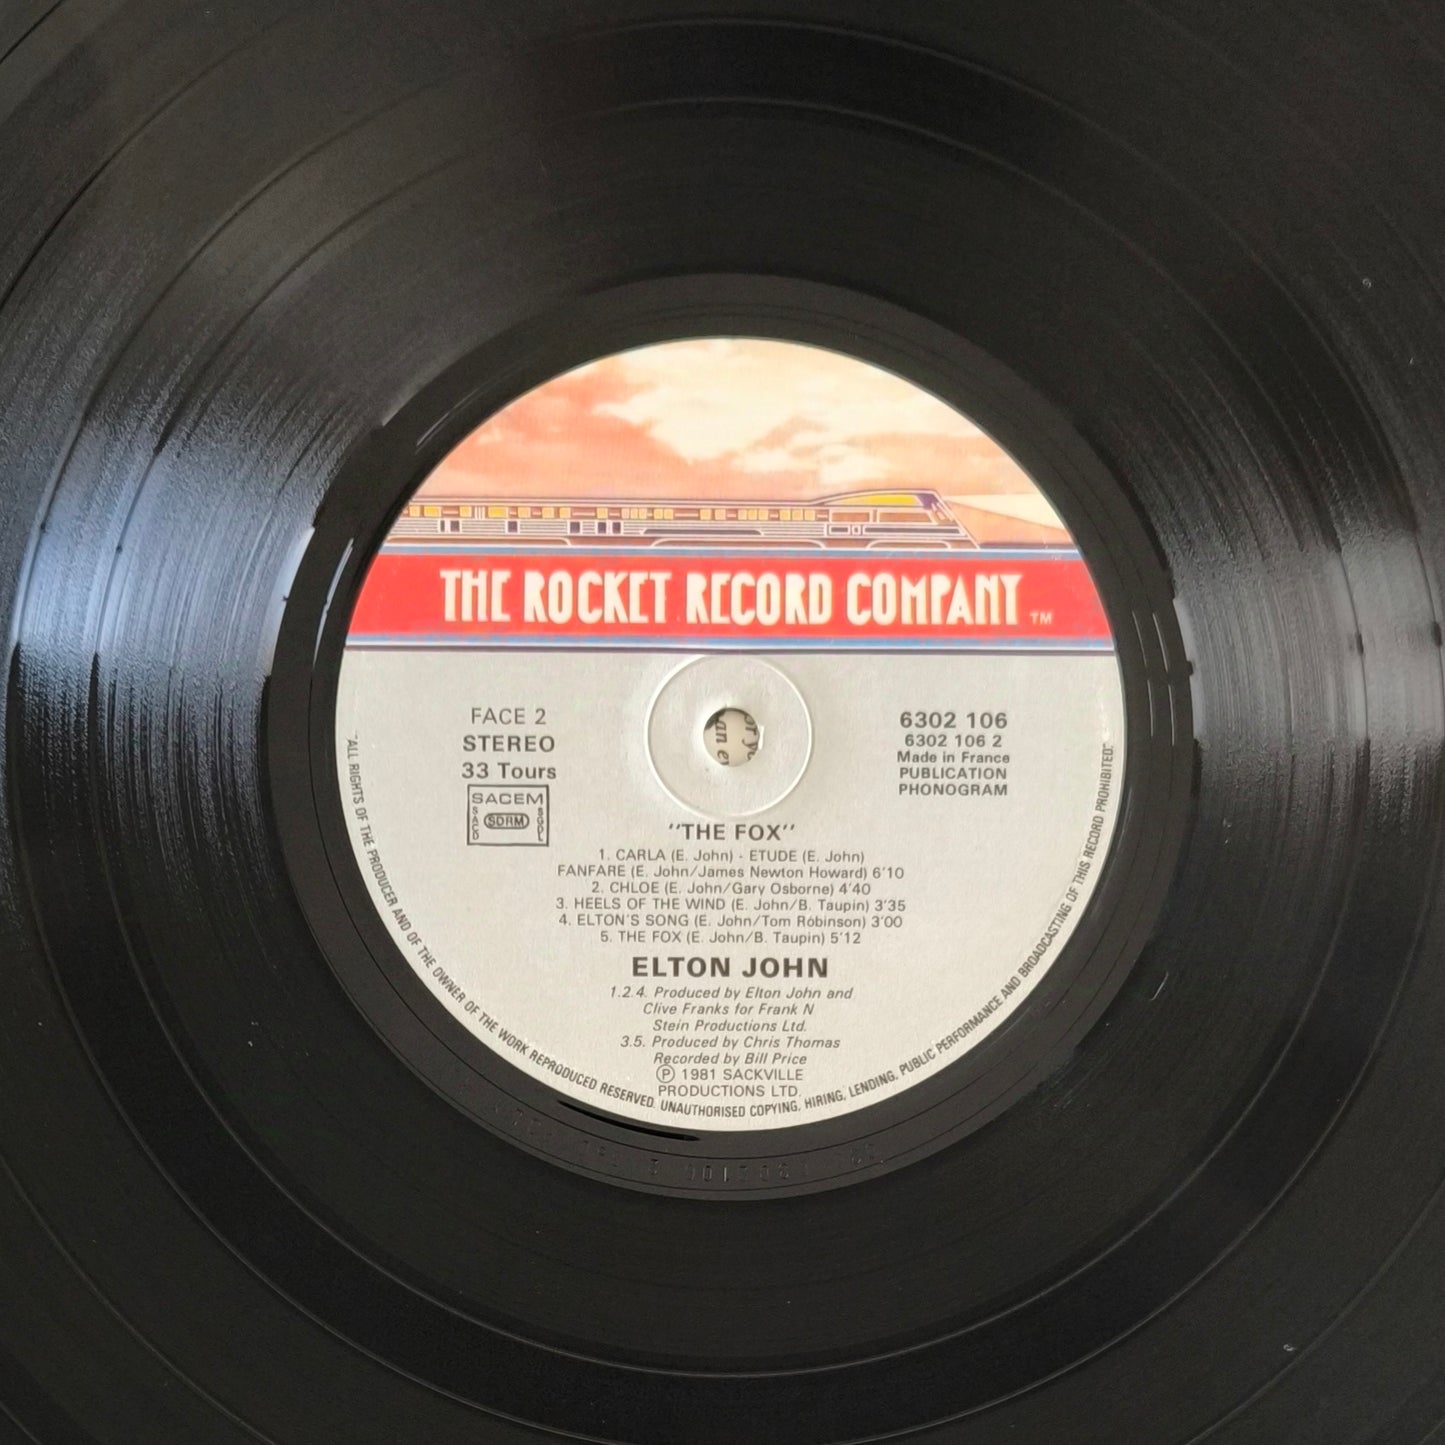 THE ROCKET RECORD COMPANY TM
FACE 2
STEREO
33 Tours
SACEM
SACD
SDRM
SGDL
6302 106
6302 106 2
Made in France
PUBLICATION
PHONOGRAM
or yo
an e
"THE FOX"
1. CARLA (E. John) - ETUDE (E. John)
FANFARE (E. John/James Newton Howard) 6'10
2. CHLOE (E. John/Gary Osborne) 4'40
3. HEELS OF THE WIND (E. John/B. Taupin) 3'35
4. ELTON'S SONG (E. John/Tom Robinson) 3'00
5. THE FOX (E. John/B. Taupin) 5'12
ELTON JOHN
1.2.4. Produced by Elton John and
Clive Franks for Frank N
Stein Productions Ltd.
3.5. Produced by Chris Thomas
Recorded by Bill Price
Ⓟ 1981 SACKVILLE
PRODUCTIONS LTD.
"ALL RIGHTS OF THE PRODUCER AND OF THE OWNER OF THE WORK REPRODUCED RESERVED. UNAUTHORISED COPYING, HIRING, LENDING, PUBLIC PERFORMANCE AND BROADCASTING OF THIS RECORD PROHIBITED."